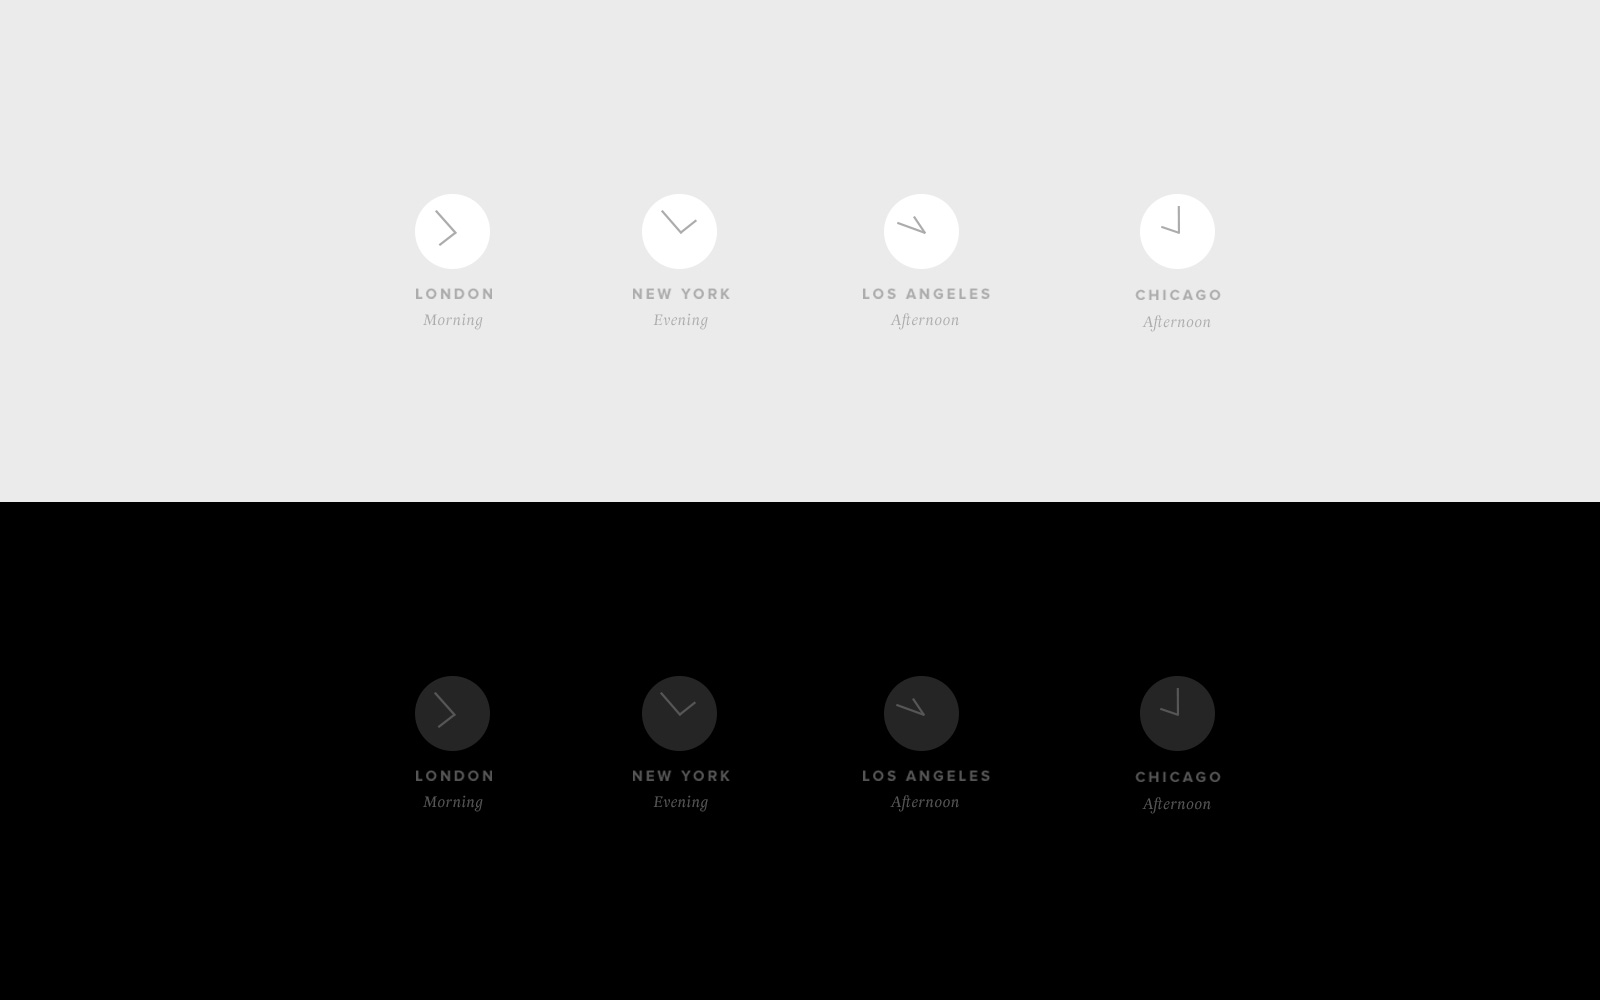 LONDON
Morning
NEW YORK
Evening
LOS ANGELES
Afternoon
CHICAGO
Afternoon
LONDON
Morning
NEW YORK
Evening
LOS ANGELES
Afternoon
CHICAGO
Afternoon